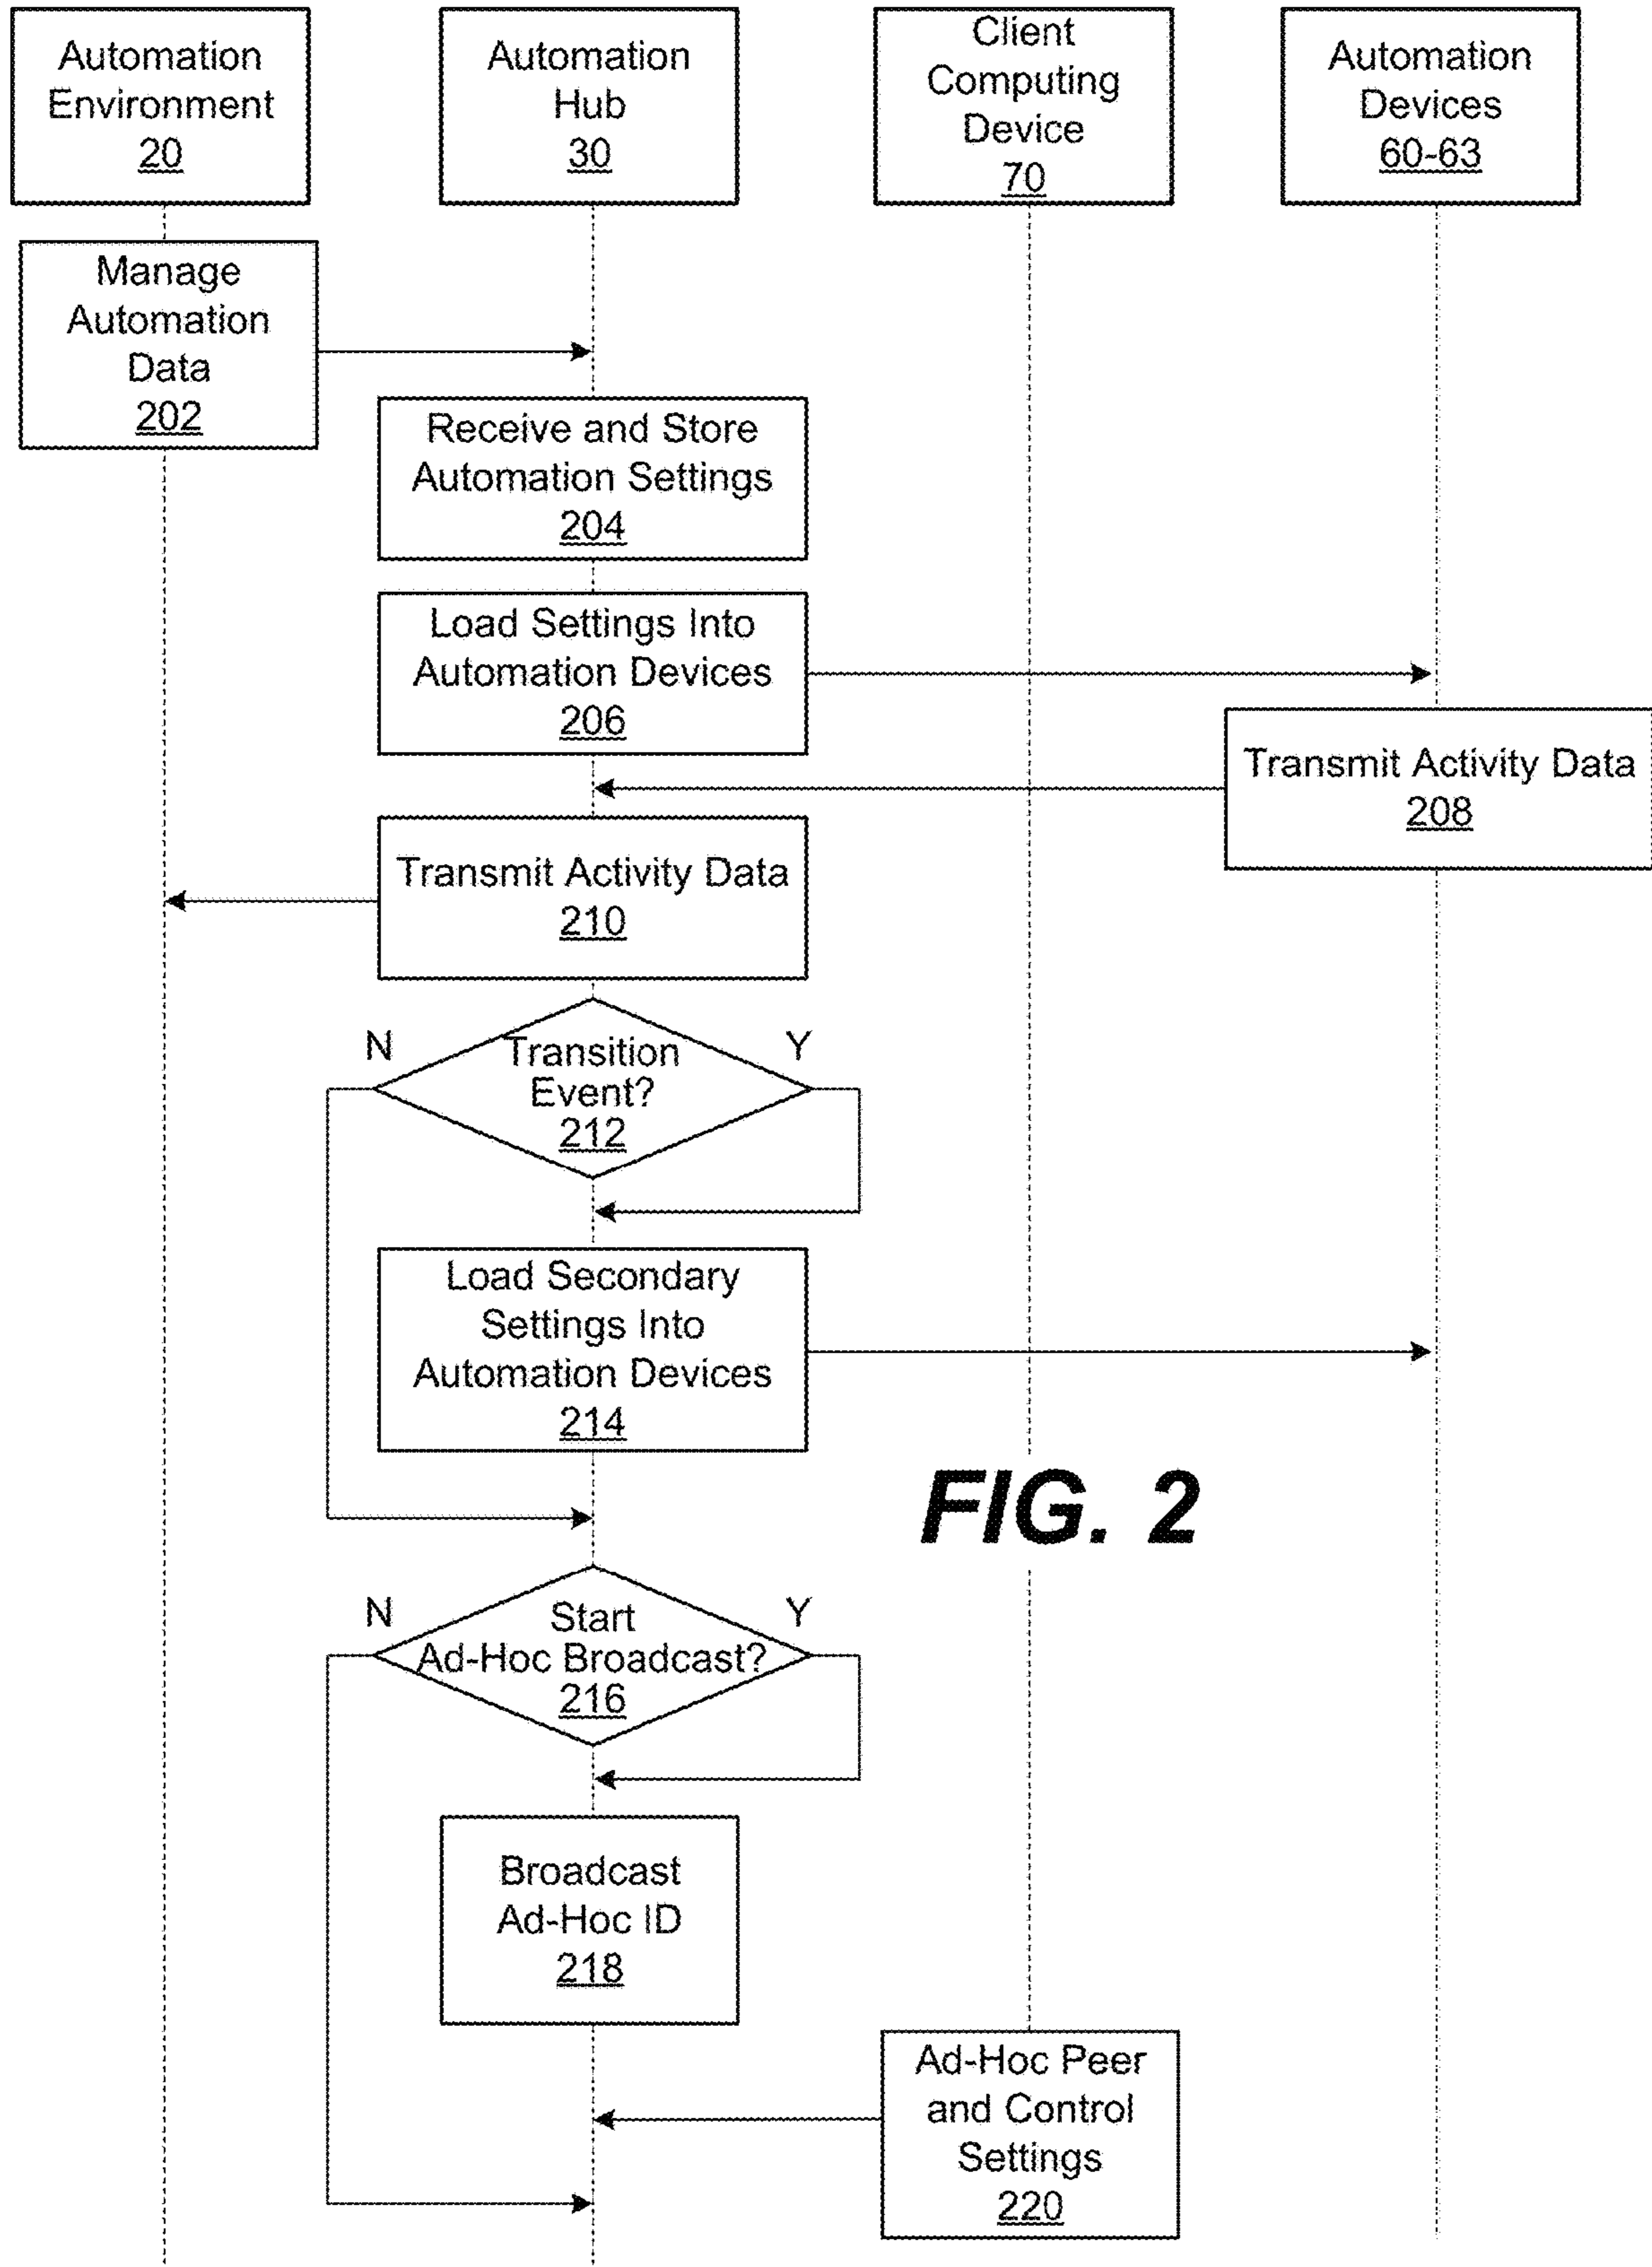 Automation
Environment
20
Automation
Hub
30
Client
Computing
Device
70
Automation
Devices
60-63
Manage
Automation
Data
202
Receive and Store
Automation Settings
204
Load Settings Into
Automation Devices
206
Transmit Activity Data
208
Transmit Activity Data
210
N
Y
Transition
Event?
212
Load Secondary
Settings Into
Automation Devices
214
FIG. 2
N
Y
Start
Ad-Hoc Broadcast?
216
Broadcast
Ad-Hoc ID
218
Ad-Hoc Peer
and Control
Settings
220